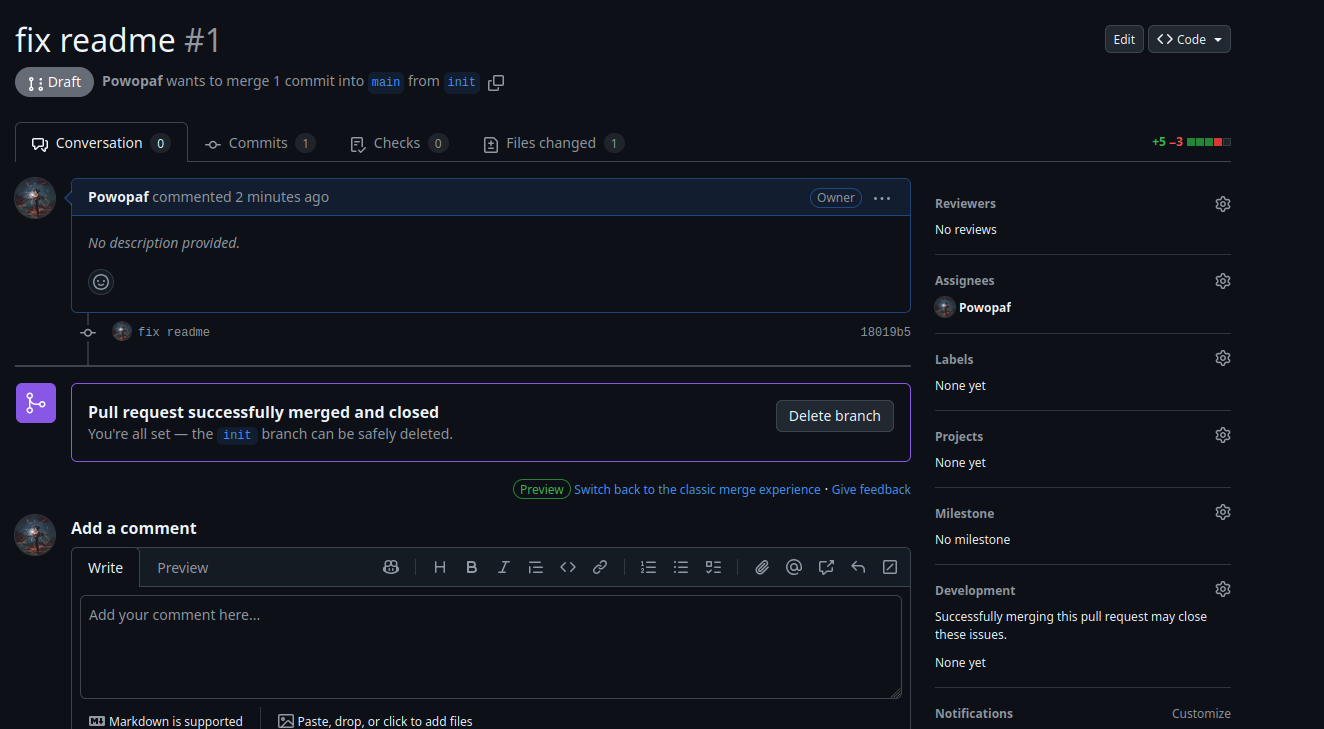 fix readme #1
Edit
Code
Draft
Powopaf wants to merge 1 commit into main from init
Conversation 0
Commits 1
Checks 0
Files changed 1
+5 −3
Powopaf commented 2 minutes ago
Owner
No description provided.
fix readme
18019b5
Pull request successfully merged and closed
You're all set — the init branch can be safely deleted.
Delete branch
Preview Switch back to the classic merge experience · Give feedback
Add a comment
Write
Preview
Add your comment here...
Markdown is supported
Paste, drop, or click to add files
Reviewers
No reviews
Assignees
Powopaf
Labels
None yet
Projects
None yet
Milestone
No milestone
Development
Successfully merging this pull request may close
these issues.
None yet
Notifications
Customize